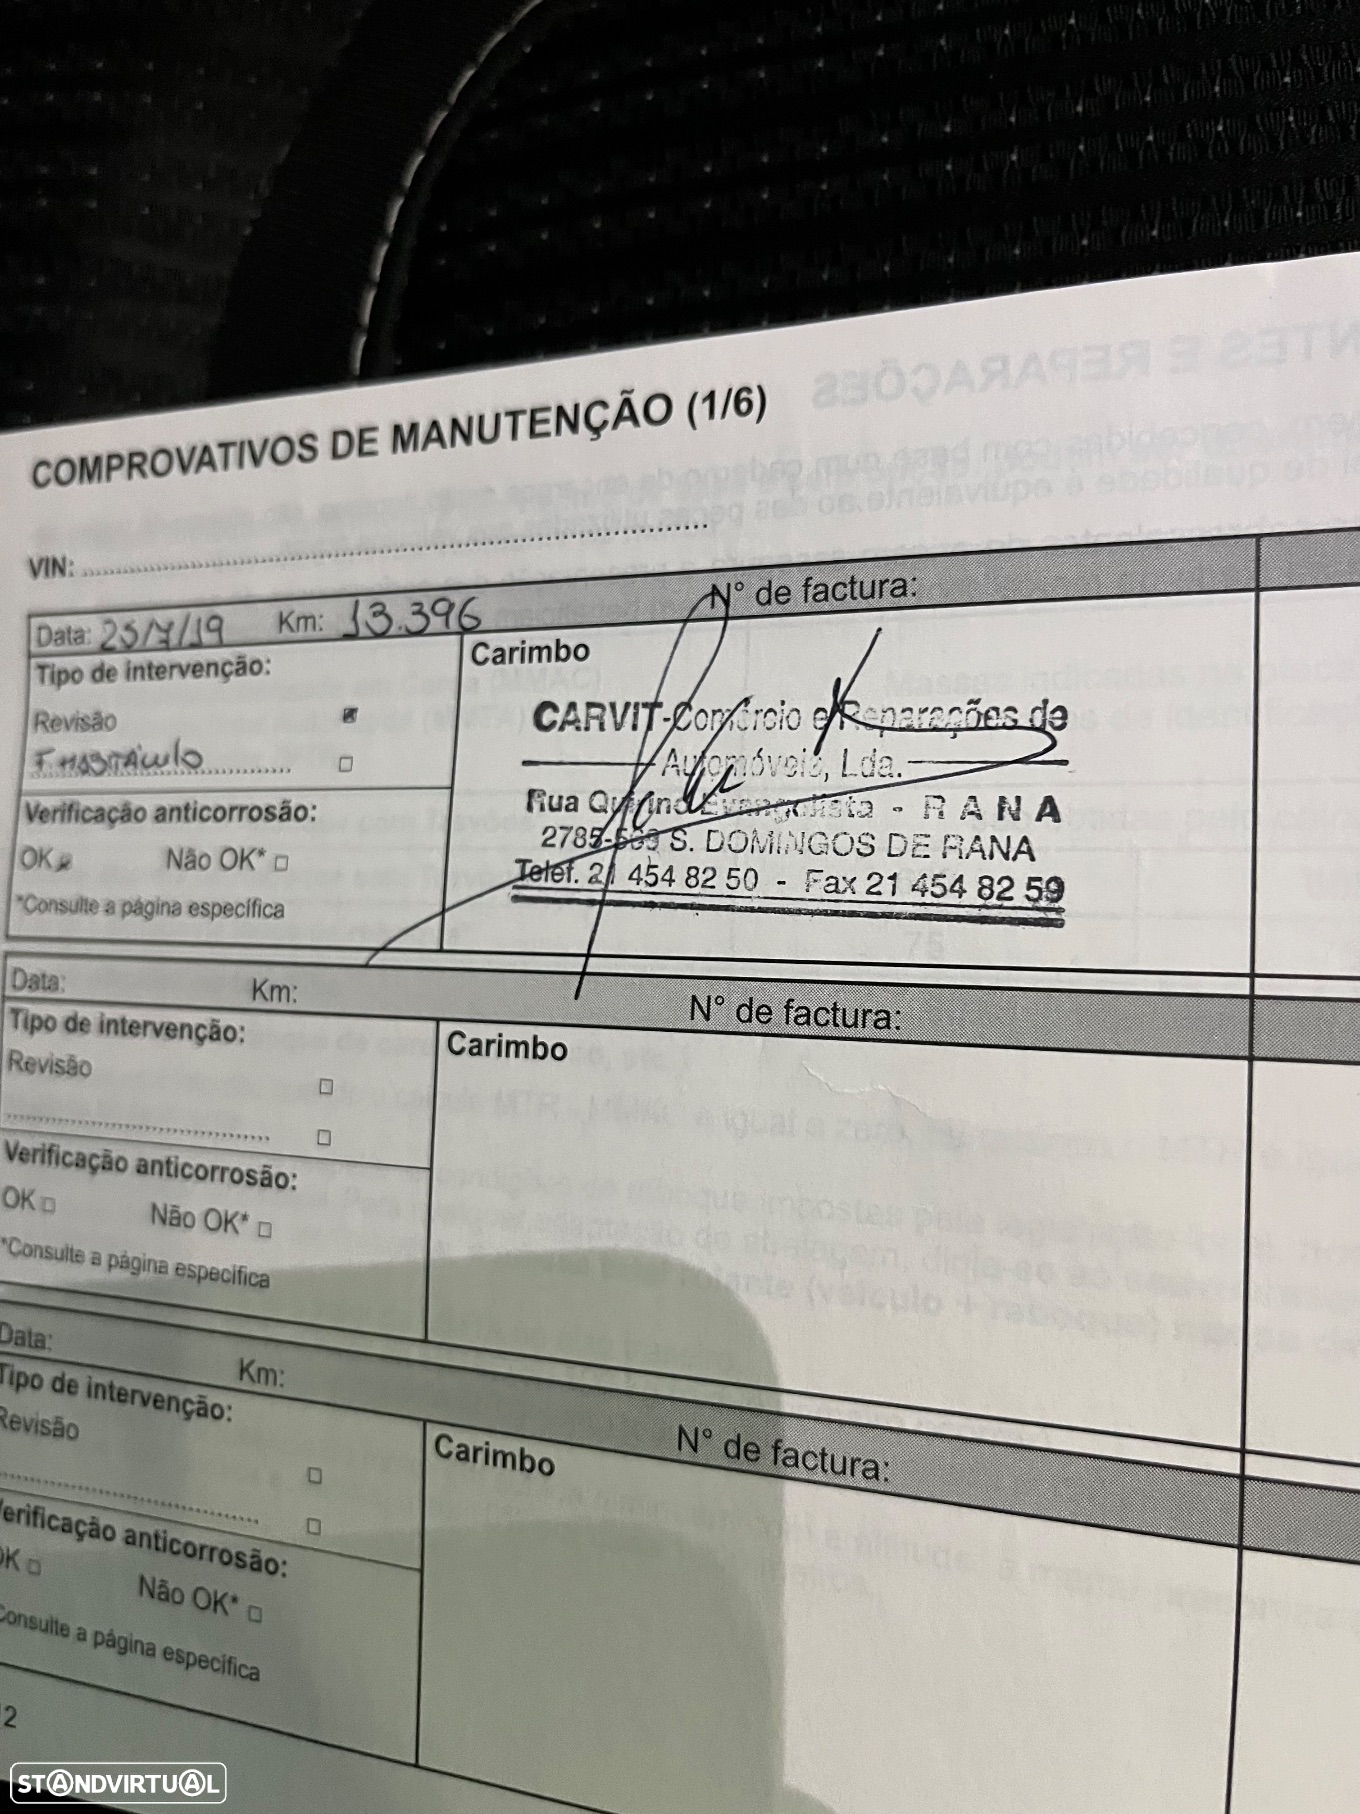 COMPROVATIVOS DE MANUTENÇÃO (1/6)
VIN:
Data: 25/7/19 Km: 13.396 N° de factura:
Tipo de intervenção:
Revisão
F. HABITÁCULO
Verificação anticorrosão:
OK Não OK*
*Consulte a página específica
Carimbo
CARVIT-Comércio e Reparações de
Automóveis, Lda.
Rua Quirino Evangelista - RANA
S. DOMINGOS DE RANA
Telef. 21 454 82 50 - Fax 21 454 82 59
Data: Km: N° de factura:
Tipo de intervenção:
Revisão
Verificação anticorrosão:
OK Não OK*
*Consulte a página específica
Carimbo
Data: Km: N° de factura:
Tipo de intervenção:
Revisão
Verificação anticorrosão:
OK Não OK*
Consulte a página específica
Carimbo
2
STANDVIRTUAL